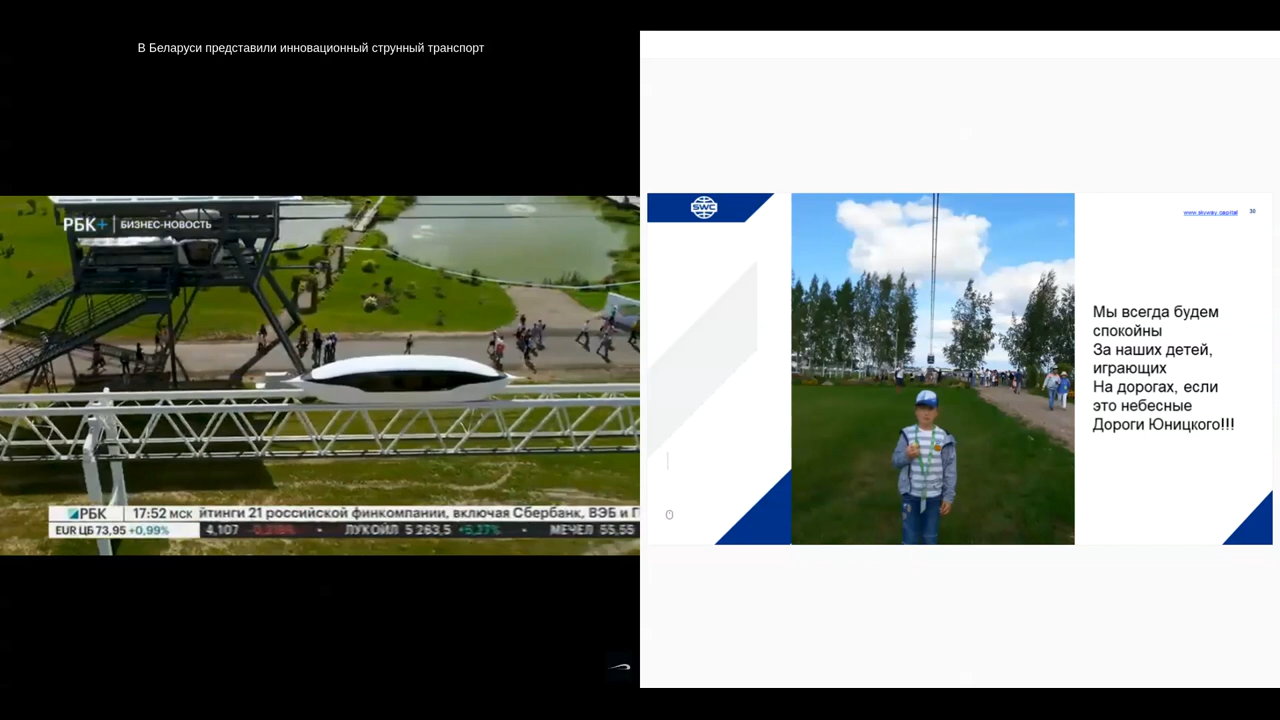 В Беларуси представили инновационный струнный транспорт
РБК+ БИЗНЕС-НОВОСТЬ
РБК 17:52 МСК йтинги 21 российской финкомпании, включая Сбербанк, ВЭБ и
EUR ЦБ 73,95 +0,99% 4,107 ЛУКОЙЛ 5 263,5 +5,27% МЕЧЕЛ 55,55
SWC
www.skyway.capital 30
Мы всегда будем
спокойны
За наших детей,
играющих
На дорогах, если
это небесные
Дороги Юницкого!!!